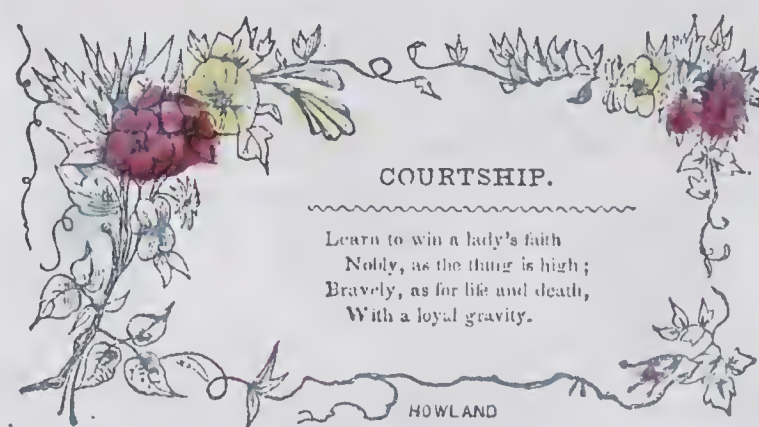 COURTSHIP.
Learn to win a lady's faith
Nobly, as the thing is high;
Bravely, as for life and death,
With a loyal gravity.
HOWLAND